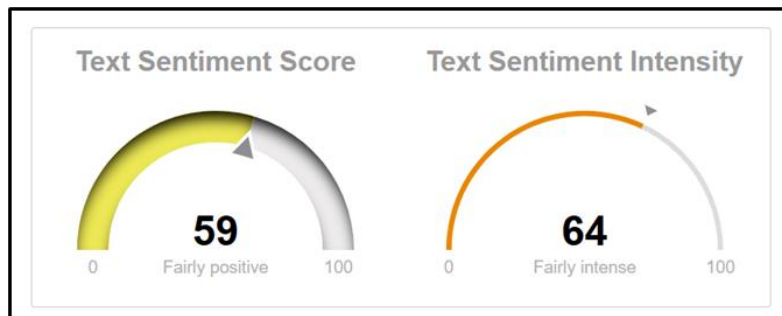 Text Sentiment Score
59
0 Fairly positive 100
Text Sentiment Intensity
64
0 Fairly intense 100